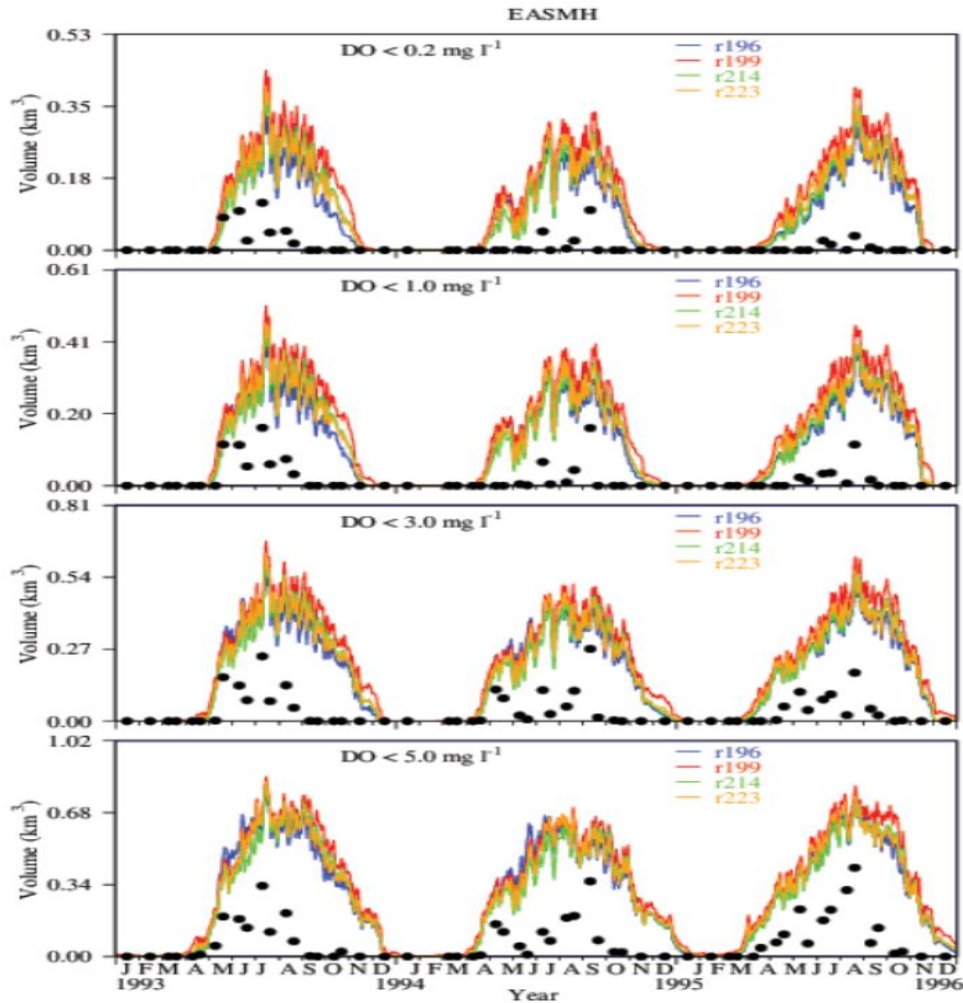 EASMH
0.53
DO < 0.2 mg l-1
r196
r199
r214
r223
0.35
0.18
0.00
Volume (km3)
0.61
DO < 1.0 mg l-1
r196
r199
r214
r223
0.41
0.20
0.00
Volume (km3)
0.81
DO < 3.0 mg l-1
r196
r199
r214
r223
0.54
0.27
0.00
Volume (km3)
1.02
DO < 5.0 mg l-1
r196
r199
r214
r223
0.68
0.34
0.00
Volume (km3)
J F M A M J J A S O N D J F M A M J J A S O N D J F M A M J J A S O N D
1993 1994 1995 1996
Year